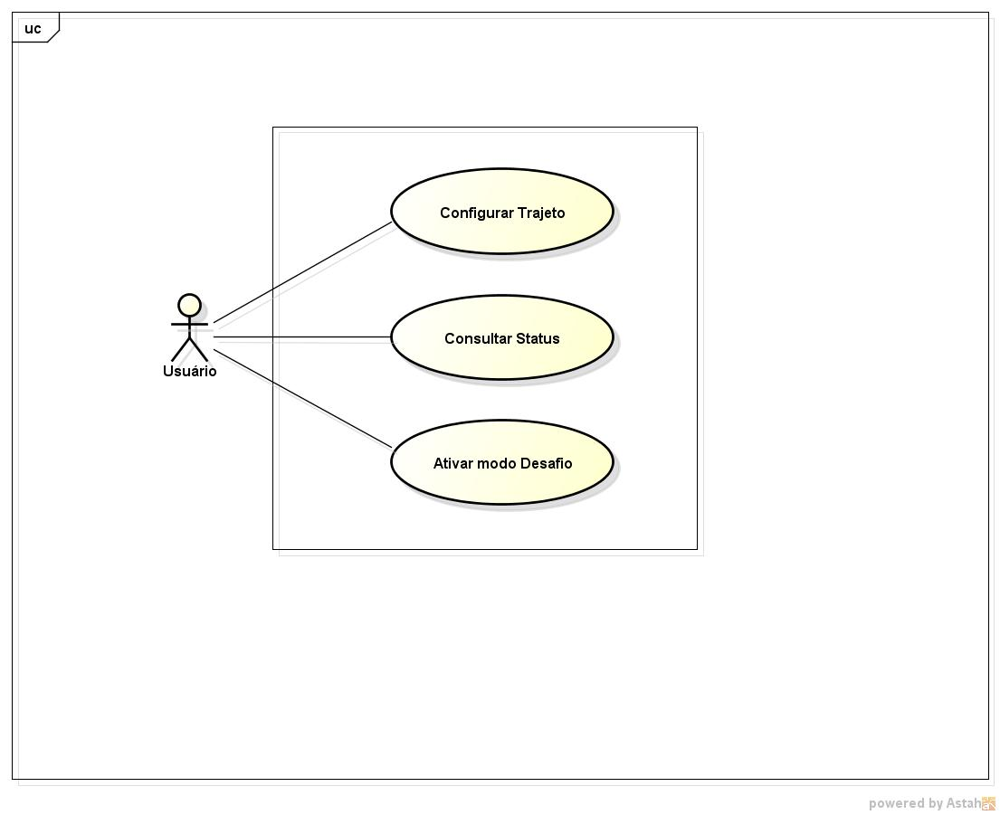 uc
Configurar Trajeto
Consultar Status
Usuário
Ativar modo Desafio
powered by Astah